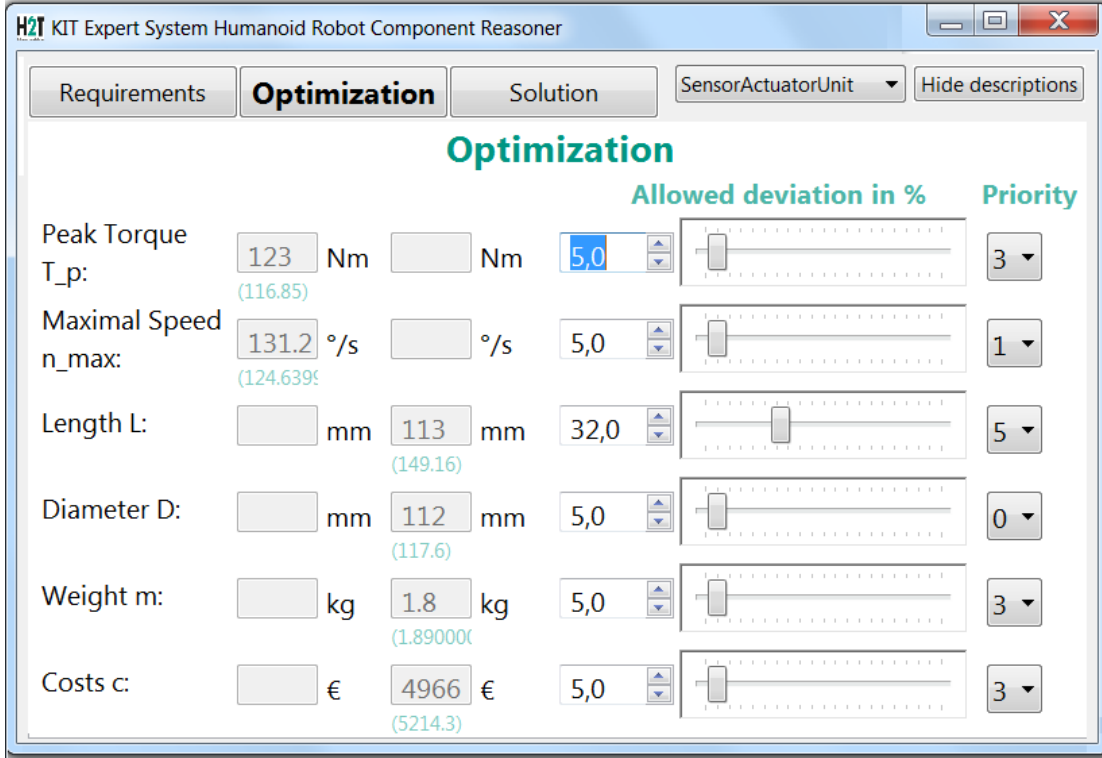 H2T KIT Expert System Humanoid Robot Component Reasoner
Requirements Optimization Solution SensorActuatorUnit Hide descriptions
Optimization
Allowed deviation in % Priority
Peak Torque
T_p: 123 Nm Nm 5,0 3
(116.85)
Maximal Speed
n_max: 131.2 °/s °/s 5,0 1
(124.6399
Length L: mm 113 mm 32,0 5
(149.16)
Diameter D: mm 112 mm 5,0 0
(117.6)
Weight m: kg 1.8 kg 5,0 3
(1.890000
Costs c: € 4966 € 5,0 3
(5214.3)